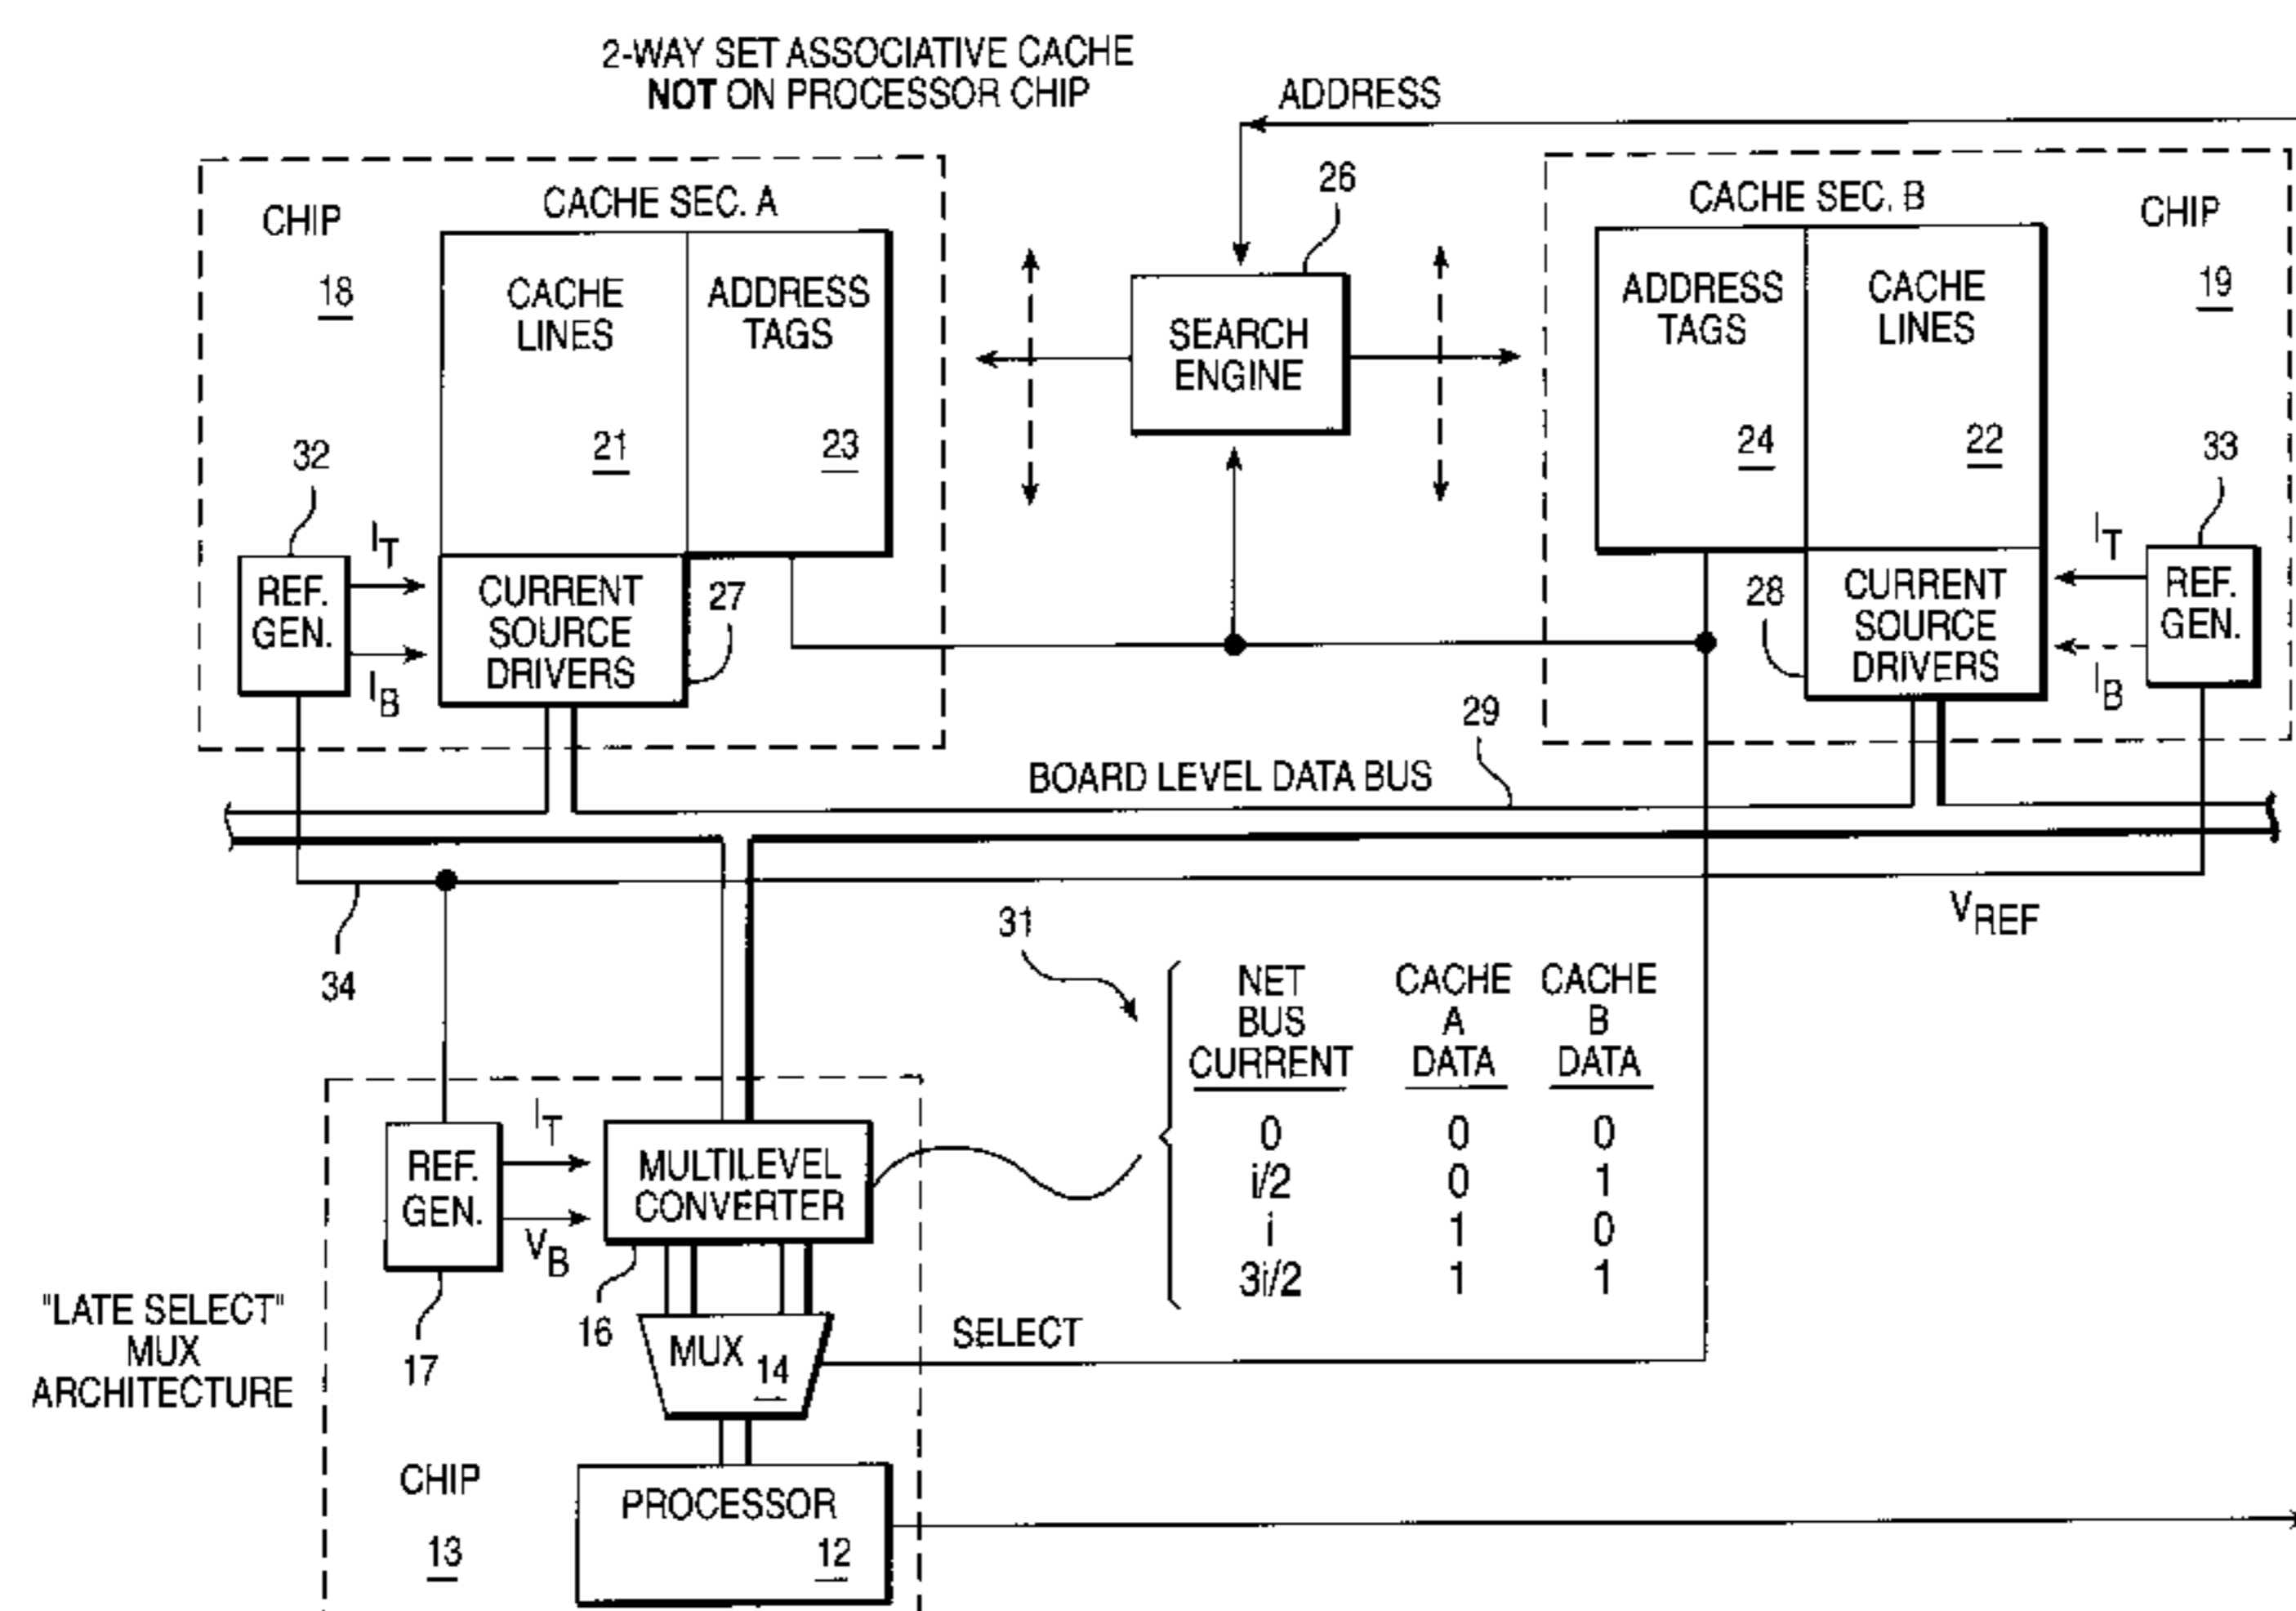 2-WAY SET ASSOCIATIVE CACHE
NOT ON PROCESSOR CHIP
ADDRESS
CHIP
18
CACHE SEC. A
CACHE
LINES
21
ADDRESS
TAGS
23
26
SEARCH
ENGINE
CACHE SEC. B
ADDRESS
TAGS
24
CACHE
LINES
22
CHIP
19
32
REF.
GEN.
IT
IB
CURRENT
SOURCE
DRIVERS
27
28
CURRENT
SOURCE
DRIVERS
IT
IB
33
REF.
GEN.
29
BOARD LEVEL DATA BUS
34
VREF
31
NET BUS CURRENT
CACHE A DATA
CACHE B DATA
0 0 0
i/2 0 1
i 1 0
3i/2 1 1
REF.
GEN.
17
IT
VB
MULTILEVEL
CONVERTER
16
MUX 14
SELECT
"LATE SELECT"
MUX
ARCHITECTURE
CHIP
13
PROCESSOR
12